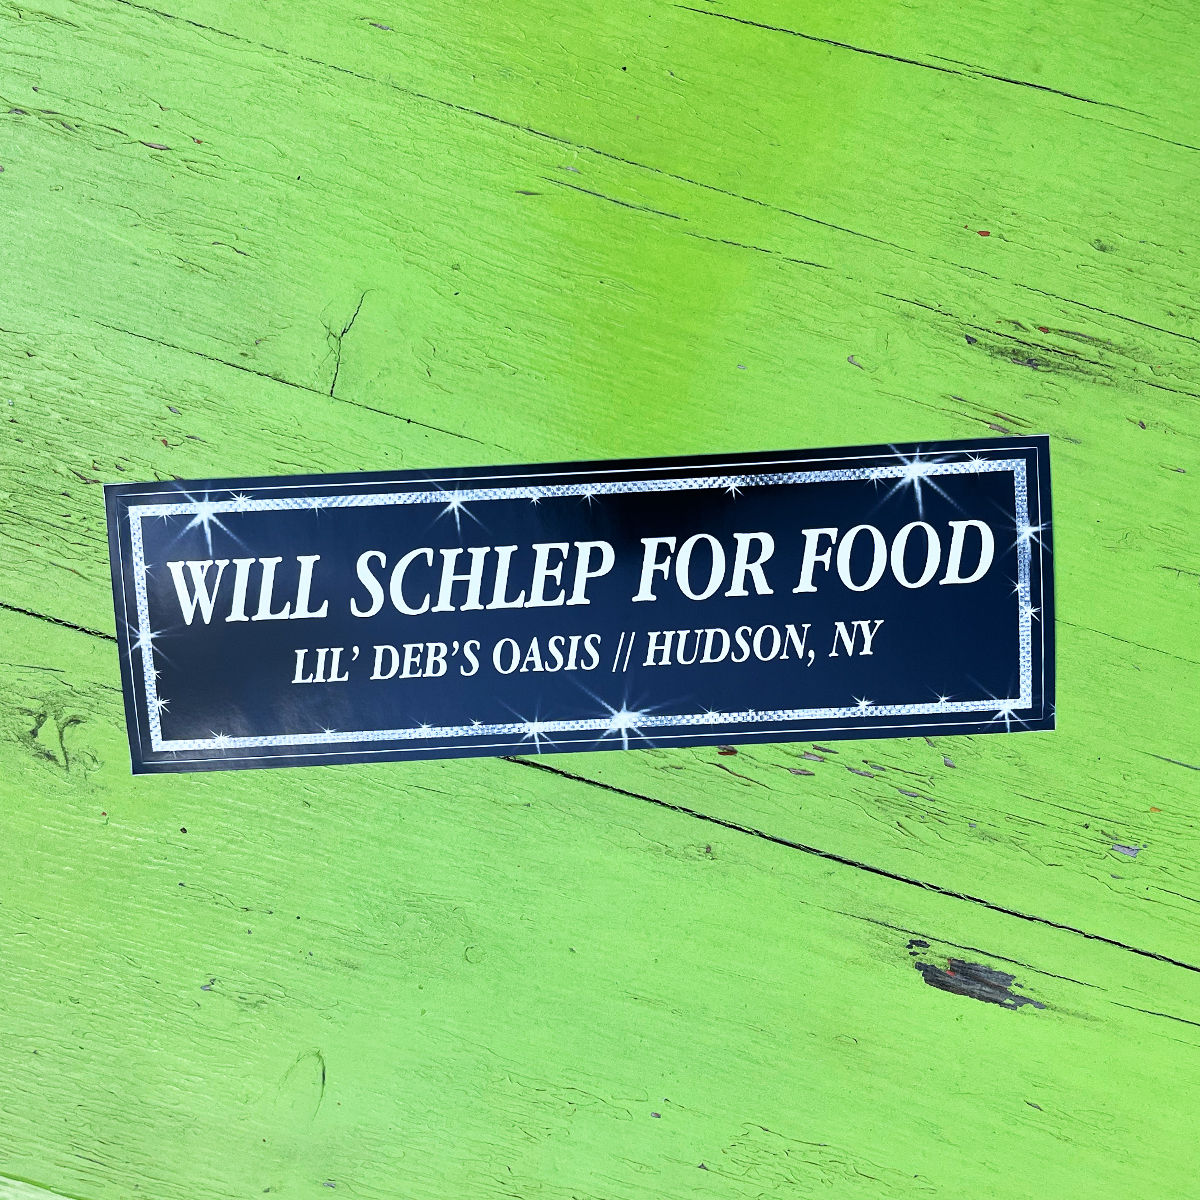 WILL SCHLEP FOR FOOD
LIL’ DEB’S OASIS // HUDSON, NY